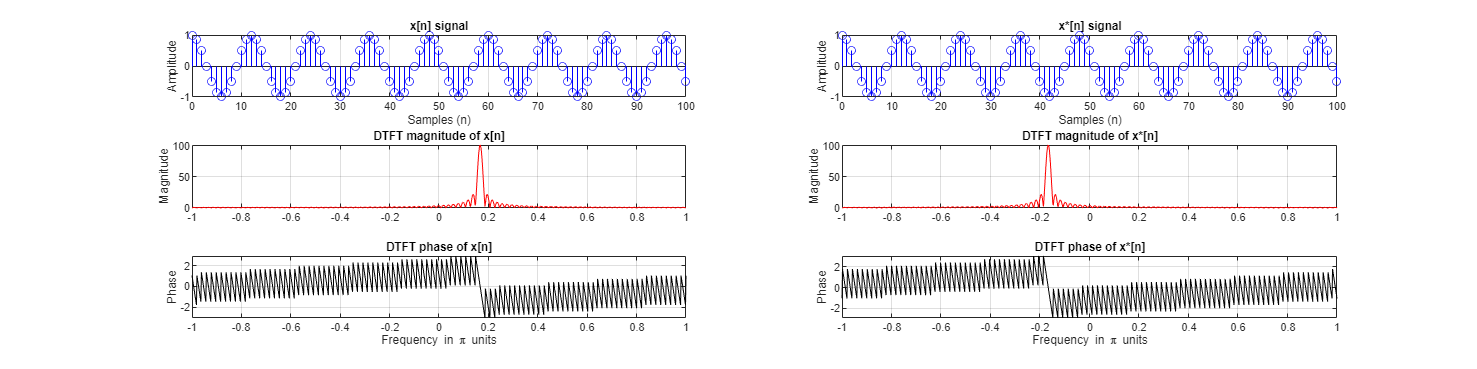 x[n] signal
Amplitude
1
0
-1
0 10 20 30 40 50 60 70 80 90 100
Samples (n)
DTFT magnitude of x[n]
Magnitude
100
50
0
-1 -0.8 -0.6 -0.4 -0.2 0 0.2 0.4 0.6 0.8 1
DTFT phase of x[n]
Phase
2
0
-2
-1 -0.8 -0.6 -0.4 -0.2 0 0.2 0.4 0.6 0.8 1
Frequency in π units
x*[n] signal
Amplitude
1
0
-1
0 10 20 30 40 50 60 70 80 90 100
Samples (n)
DTFT magnitude of x*[n]
Magnitude
100
50
0
-1 -0.8 -0.6 -0.4 -0.2 0 0.2 0.4 0.6 0.8 1
DTFT phase of x*[n]
Phase
2
0
-2
-1 -0.8 -0.6 -0.4 -0.2 0 0.2 0.4 0.6 0.8 1
Frequency in π units